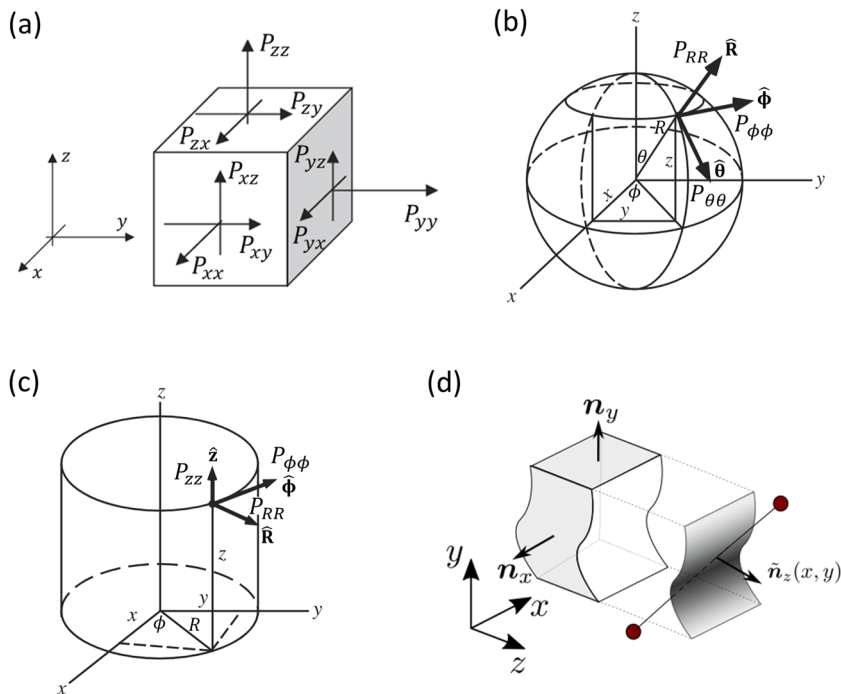 (a)
P_zz
P_zy
P_zx
z
y
x
P_xz
P_xy
P_xx
P_yz
P_yx
P_yy
(b)
z
P_RR
R̂
ϕ̂
P_ϕϕ
R
θ
z
θ̂
P_θθ
x
ϕ
y
y
x
(c)
z
ẑ
P_zz
P_ϕϕ
ϕ̂
P_RR
R̂
z
x
y
ϕ
R
y
x
(d)
n_y
n_x
ñ_z(x, y)
y
x
z